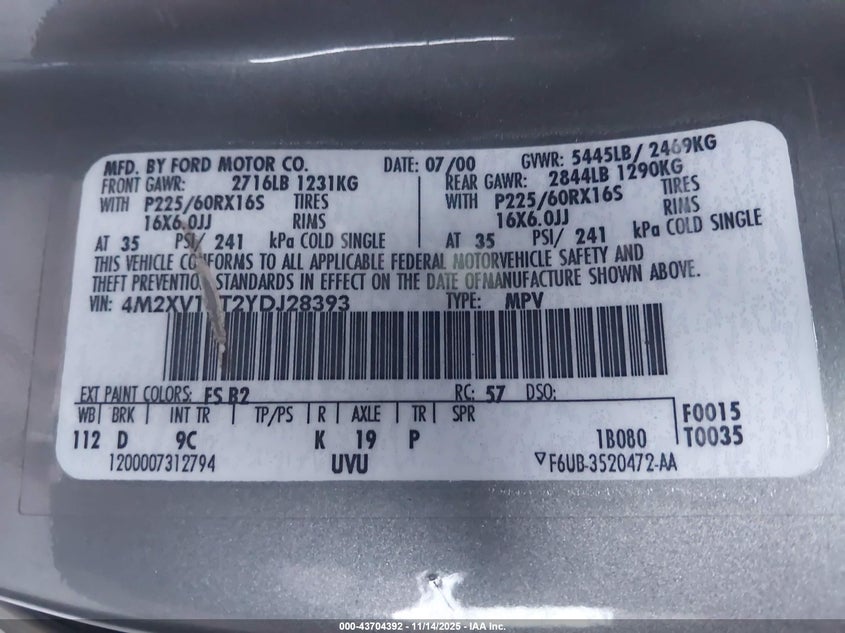 MFD. BY FORD MOTOR CO. DATE: 07/00 GVWR: 5445LB/ 2469KG
FRONT GAWR: 2716LB 1231KG REAR GAWR: 2844LB 1290KG
WITH P225/60RX16S TIRES WITH P225/60RX16S TIRES
16X6.0JJ RIMS 16X6.0JJ RIMS
AT 35 PSI/ 241 kPa COLD SINGLE AT 35 PSI/ 241 kPa COLD SINGLE
THIS VEHICLE CONFORMS TO ALL APPLICABLE FEDERAL MOTORVEHICLE SAFETY AND
THEFT PREVENTION STANDARDS IN EFFECT ON THE DATE OF MANUFACTURE SHOWN ABOVE.
VIN: TYPE: MPV
EXT PAINT COLORS: FS B2 RC: 57 DSO:
WB BRK INT TR TP/PS R AXLE TR SPR F0015
112 D 9C K 19 P 1B080 T0035
1200007312794 UVU F6UB-3520472-AA
000-43704392 - 11/14/2025 - IAA Inc.